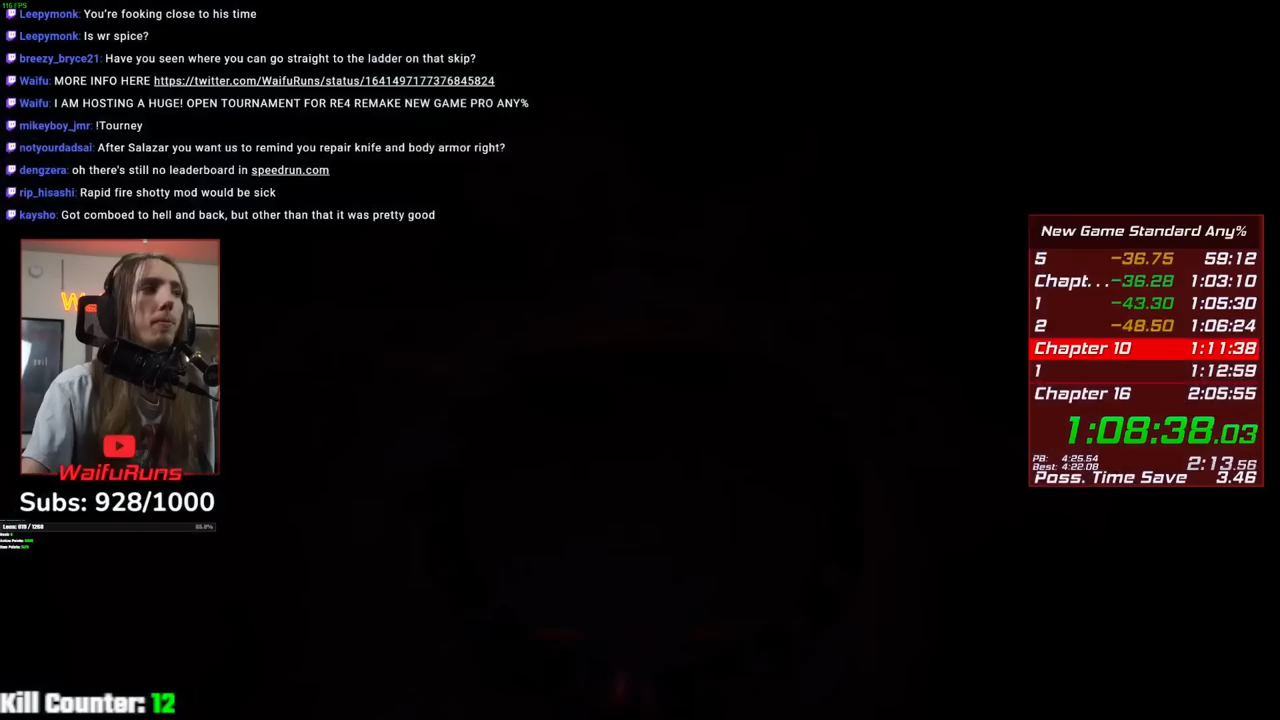 116 FPS
Leepymonk: You're fooking close to his time
Leepymonk: Is wr spice?
breezy_bryce21: Have you seen where you can go straight to the ladder on that skip?
Waifu: MORE INFO HERE https://twitter.com/WaifuRuns/status/1641497177376845824
Waifu: I AM HOSTING A HUGE! OPEN TOURNAMENT FOR RE4 REMAKE NEW GAME PRO ANY%
mikeyboy_jmr: !Tourney
notyourdadsai: After Salazar you want us to remind you repair knife and body armor right?
dengzera: oh there's still no leaderboard in speedrun.com
rip_hisashi: Rapid fire shotty mod would be sick
kaysho: Got comboed to hell and back, but other than that it was pretty good
WaifuRuns
Subs: 928/1000
New Game Standard Any%
5 -36.75 59:12
Chapt... -36.28 1:03:10
1 -43.30 1:05:30
2 -48.50 1:06:24
Chapter 10 1:11:38
1 1:12:59
Chapter 16 2:05:55
1:08:38.03
PB: 4:25.54
Best: 4:22.08
2:13.56
Poss. Time Save 3.46
Kill Counter: 12